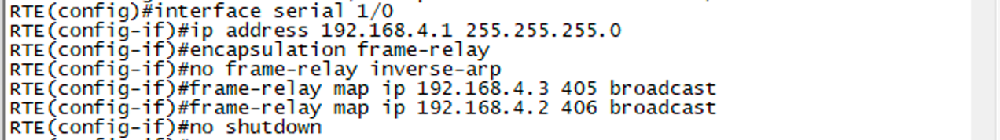 RTE(config)#interface serial 1/0
RTE(config-if)#ip address 192.168.4.1 255.255.255.0
RTE(config-if)#encapsulation frame-relay
RTE(config-if)#no frame-relay inverse-arp
RTE(config-if)#frame-relay map ip 192.168.4.3 405 broadcast
RTE(config-if)#frame-relay map ip 192.168.4.2 406 broadcast
RTE(config-if)#no shutdown